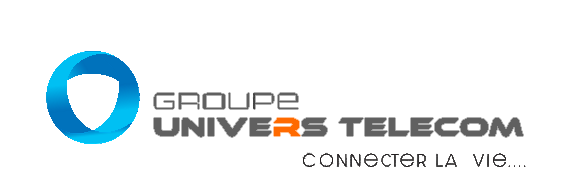 GROUPE
UNIVERS TELECOM
CONNECTER LA VIE....